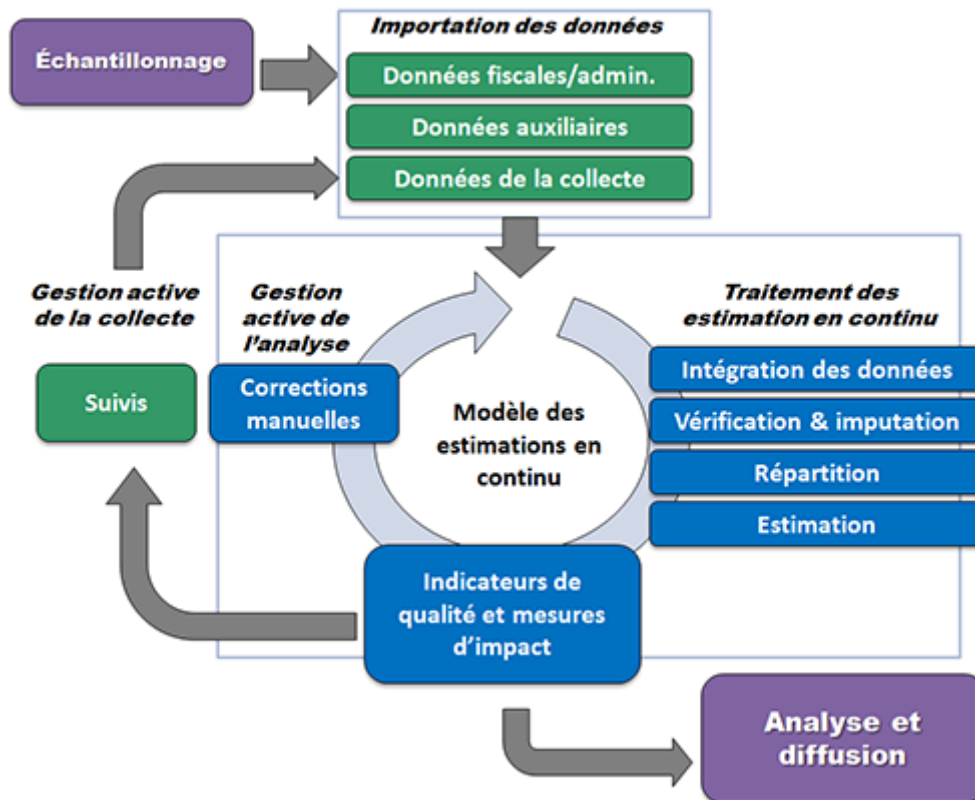 Échantillonnage
Importation des données
Données fiscales/admin.
Données auxiliaires
Données de la collecte
Gestion active
de la collecte
Suivis
Gestion
active de
l'analyse
Corrections
manuelles
Modèle des
estimations en
continu
Traitement des
estimation en continu
Intégration des données
Vérification & imputation
Répartition
Estimation
Indicateurs de
qualité et mesures
d'impact
Analyse et
diffusion